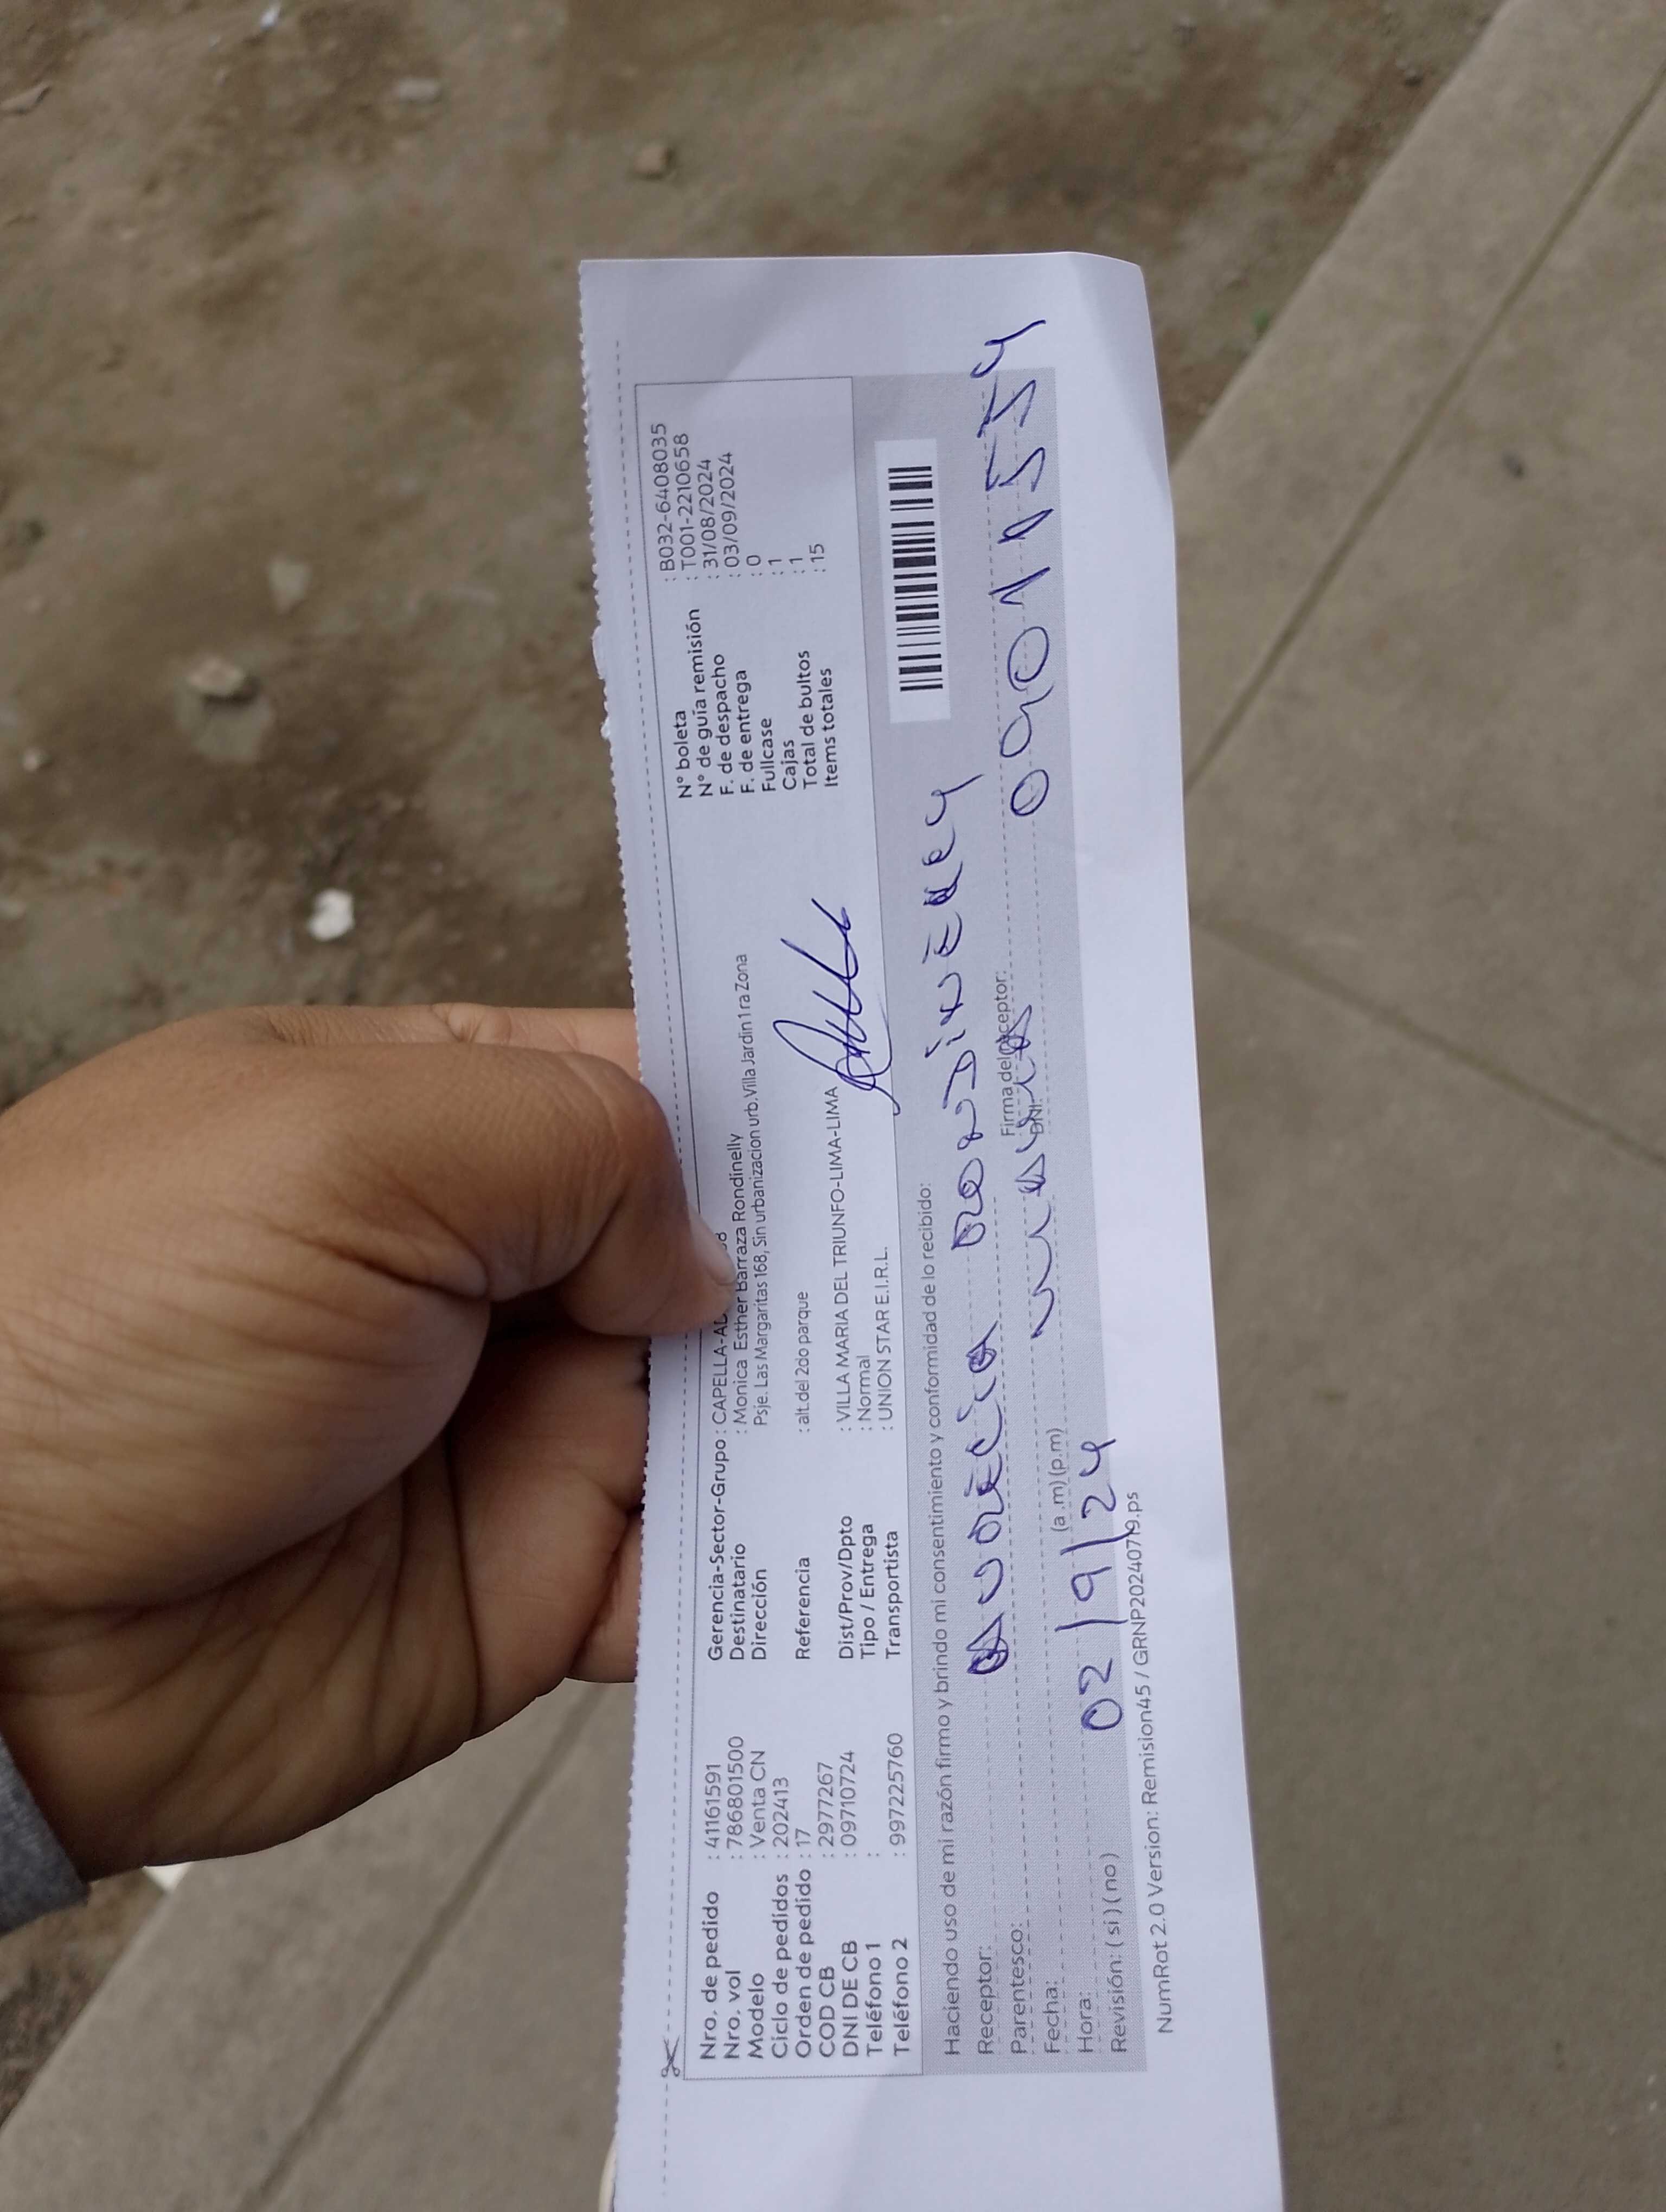 Nro. de pedido : 41161591
Nro. vol : 786801500
Modelo : Venta CN
Ciclo de pedidos : 202413
Orden de pedido : 17
COD CB : 2977267
DNI DE CB : 09710724
Teléfono 1 :
Teléfono 2 : 997225760
Gerencia-Sector-Grupo : CAPELLA-
Destinatario : Monica Esther Barraza Rondinelly
Dirección Psje. Las Margaritas 168, Sin urbanizacion urb.Villa Jardin 1 ra Zona
Referencia : alt.del 2do parque
Dist/Prov/Dpto : VILLA MARIA DEL TRIUNFO-LIMA-LIMA
Tipo / Entrega : Normal
Transportista : UNION STAR E.I.R.L.
N° boleta : B032-6408035
N° de guía remisión : T001-2210658
F. de despacho : 31/08/2024
F. de entrega : 03/09/2024
Fullcase : 0
Cajas : 1
Total de bultos : 1
Items totales : 15
Haciendo uso de mi razón firmo y brindo mi consentimiento y conformidad de lo recibido:
Receptor: RONDINELLY
Parentesco: Firma del receptor:
Fecha: DNI:
Hora: (a.m) (p.m)
02/9/24
Revisión: ( si ) ( no )
NumRot 2.0 Version: Remision45 / GRNP20240719.ps